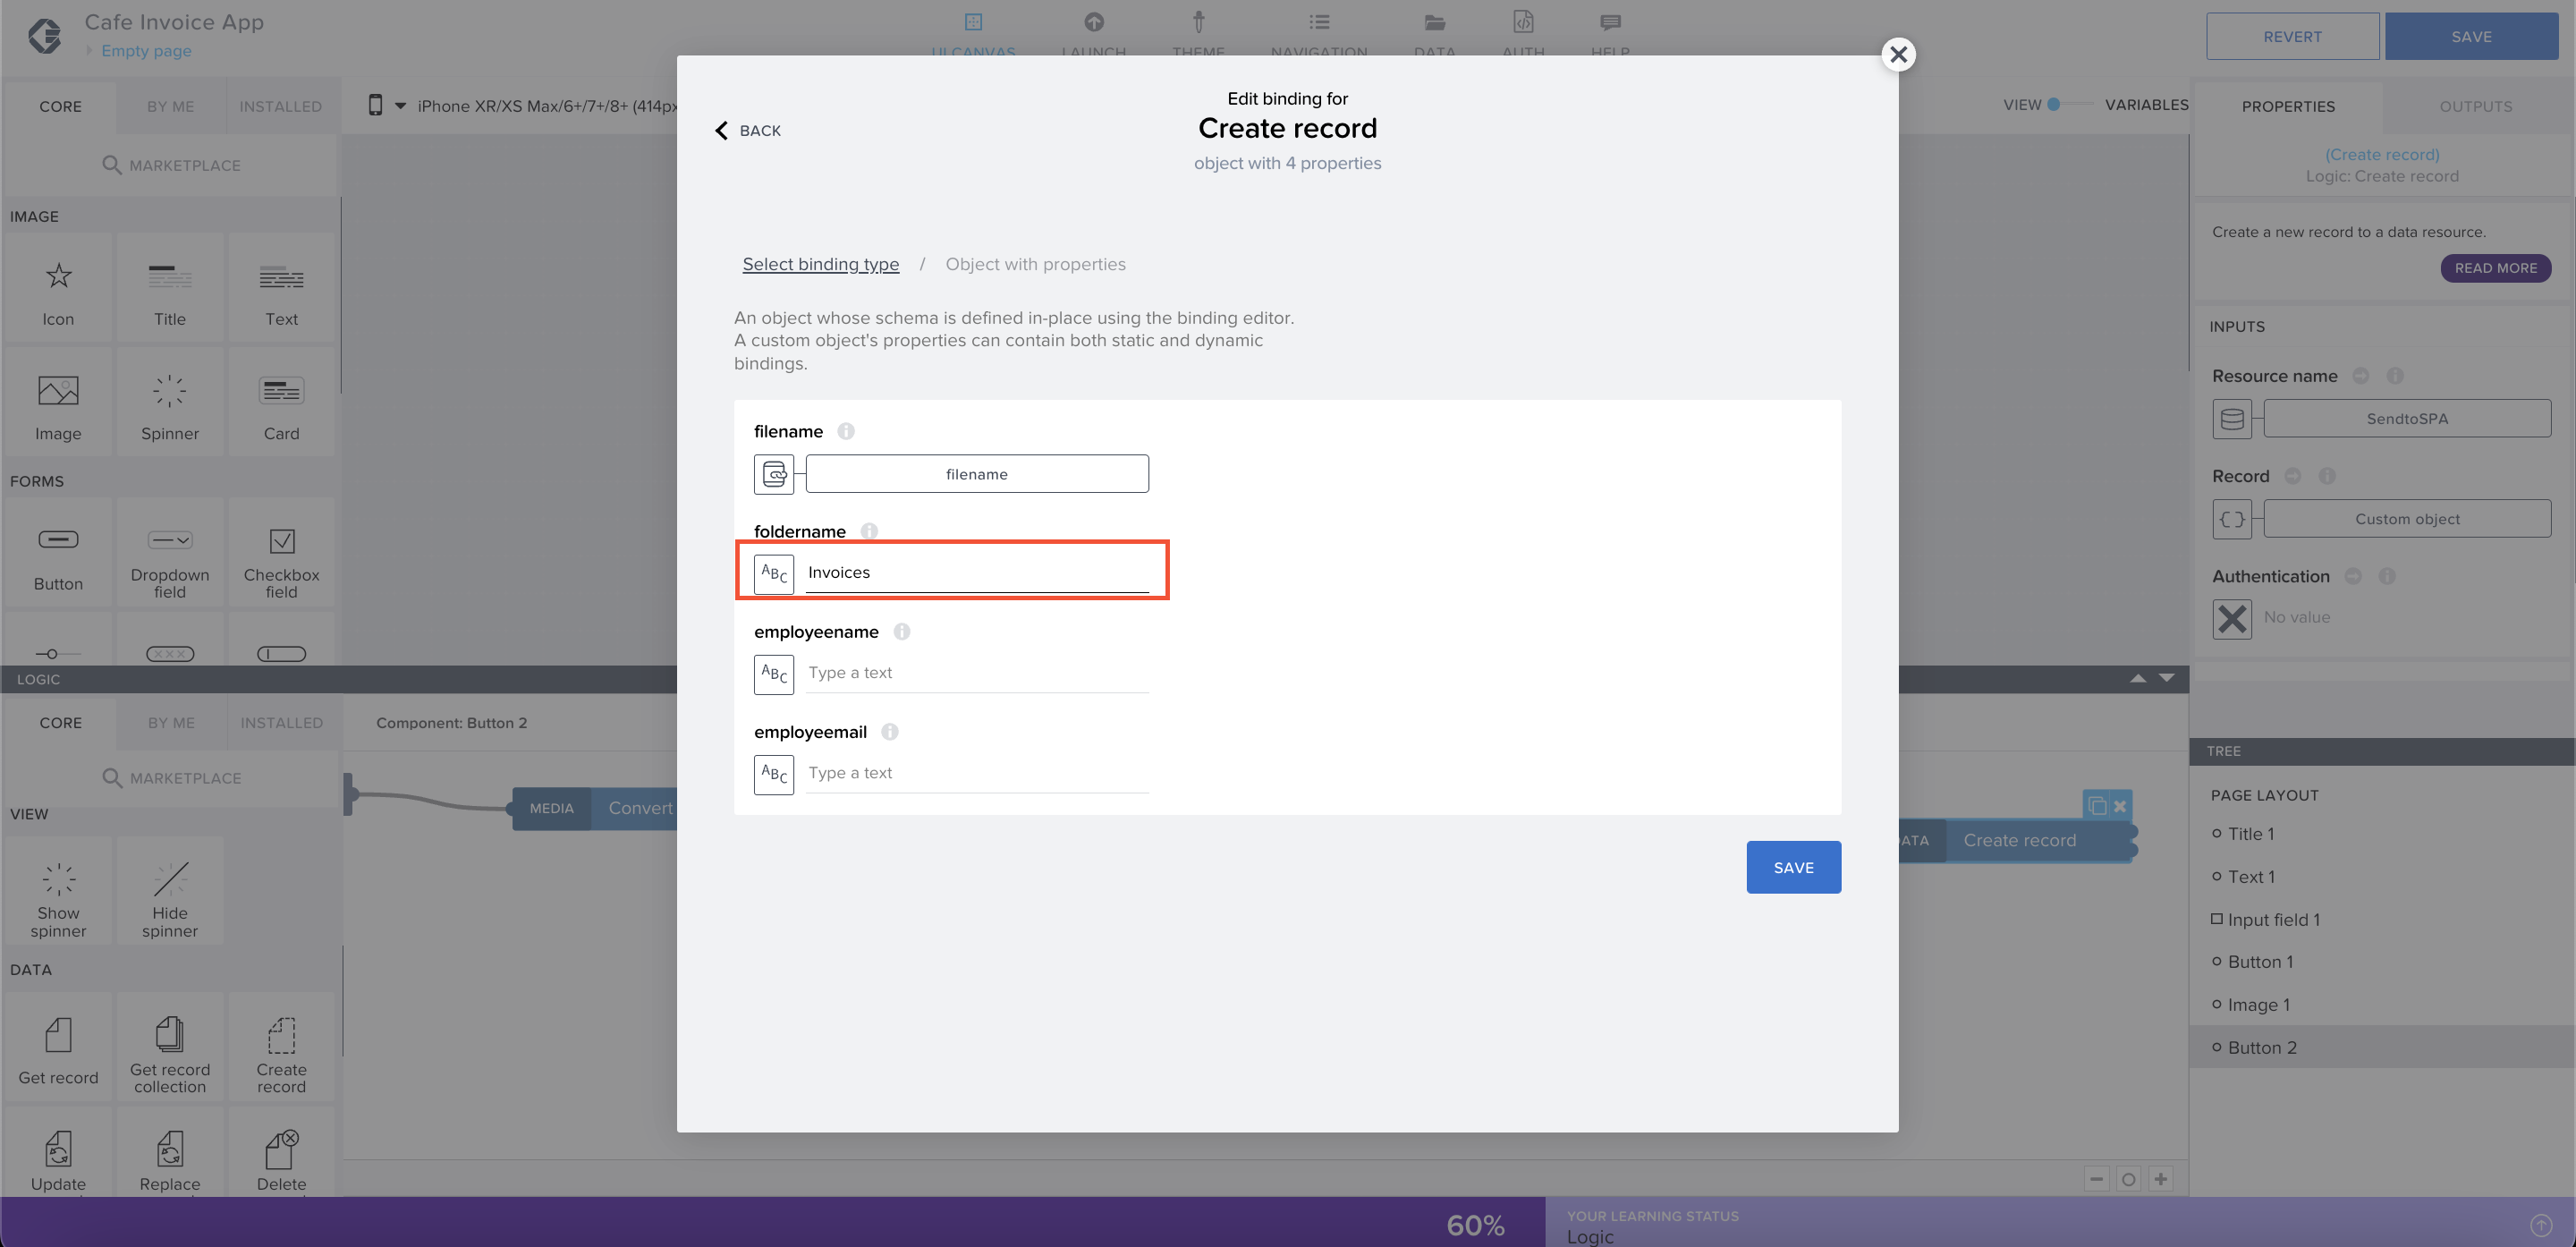 Cafe Invoice App
Empty page
UI CANVAS
LAUNCH
THEME
NAVIGATION
DATA
AUTH
HELP
REVERT
SAVE
CORE
BY ME
INSTALLED
iPhone XR/XS Max/6+/7+/8+ (414px
VIEW
VARIABLES
PROPERTIES
OUTPUTS
MARKETPLACE
IMAGE
Icon
Title
Text
Image
Spinner
Card
FORMS
Button
Dropdown
field
Checkbox
field
BACK
Edit binding for
Create record
object with 4 properties
Select binding type / Object with properties
An object whose schema is defined in-place using the binding editor.
A custom object's properties can contain both static and dynamic
bindings.
filename
filename
foldername
ABC
Invoices
employeename
ABC
Type a text
employeemail
ABC
Type a text
SAVE
(Create record)
Logic: Create record
Create a new record to a data resource.
READ MORE
INPUTS
Resource name
SendtoSPA
Record
Custom object
Authentication
No value
LOGIC
CORE
BY ME
INSTALLED
Component: Button 2
MARKETPLACE
MEDIA
Convert
ATA
Create record
VIEW
Show
spinner
Hide
spinner
DATA
Get record
Get record
collection
Create
record
Update
Replace
Delete
TREE
PAGE LAYOUT
Title 1
Text 1
Input field 1
Button 1
Image 1
Button 2
60%
YOUR LEARNING STATUS
Logic